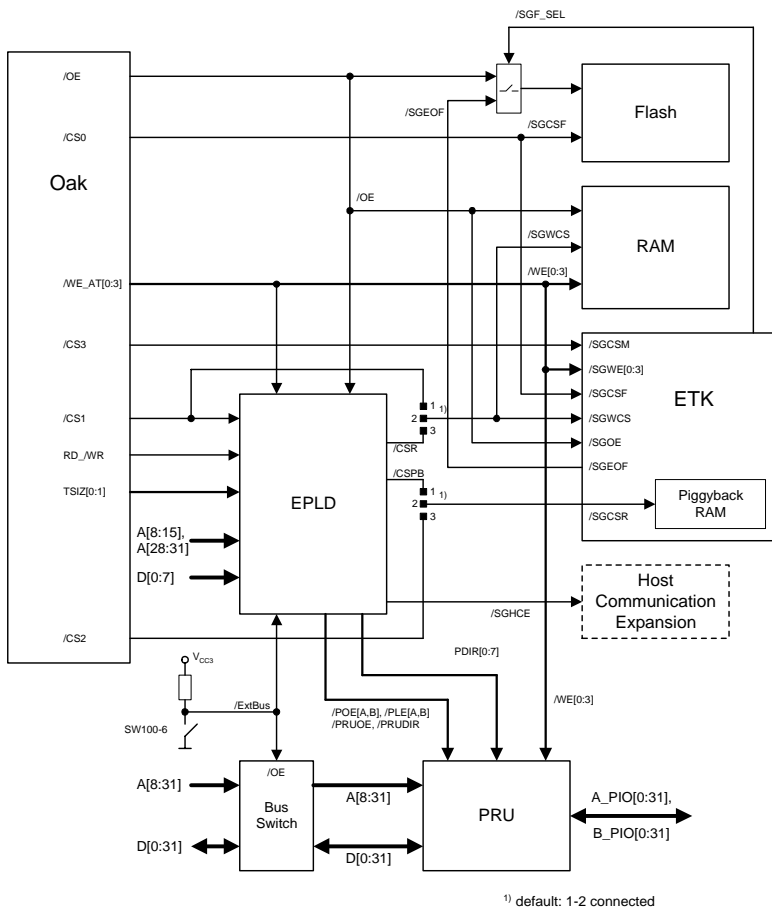 /SGF_SEL
/OE
/SGEOF
Flash
/CS0
/SGCSF
Oak
/OE
/SGWCS
RAM
/WE_AT[0:3]
/WE[0:3]
/CS3
/SGCSM
/SGWE[0:3]
/SGCSF
ETK
/CS1
1 1)
2
3
/SGWCS
/CSR
/SGOE
RD_/WR
/SGEOF
/CSPB
EPLD
TSIZ[0:1]
1 1)
2
3
Piggyback
RAM
/SGCSR
A[8:15],
A[28:31]
D[0:7]
Host
Communication
Expansion
/SGHCE
/CS2
PDIR[0:7]
VCC3
/ExtBus
/POE[A,B], /PLE[A,B]
/PRUOE, /PRUDIR
/WE[0:3]
SW100-6
/OE
A[8:31]
A[8:31]
Bus
Switch
PRU
A_PIO[0:31],
B_PIO[0:31]
D[0:31]
D[0:31]
1) default: 1-2 connected